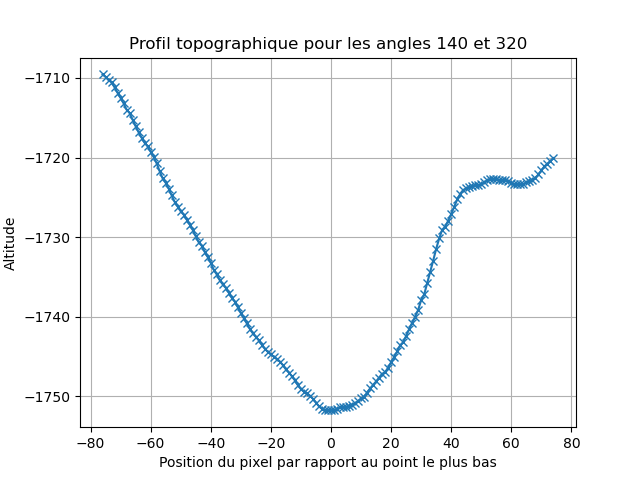 Profil topographique pour les angles 140 et 320
−1710
−1720
−1730
−1740
−1750
Altitude
−80 −60 −40 −20 0 20 40 60 80
Position du pixel par rapport au point le plus bas